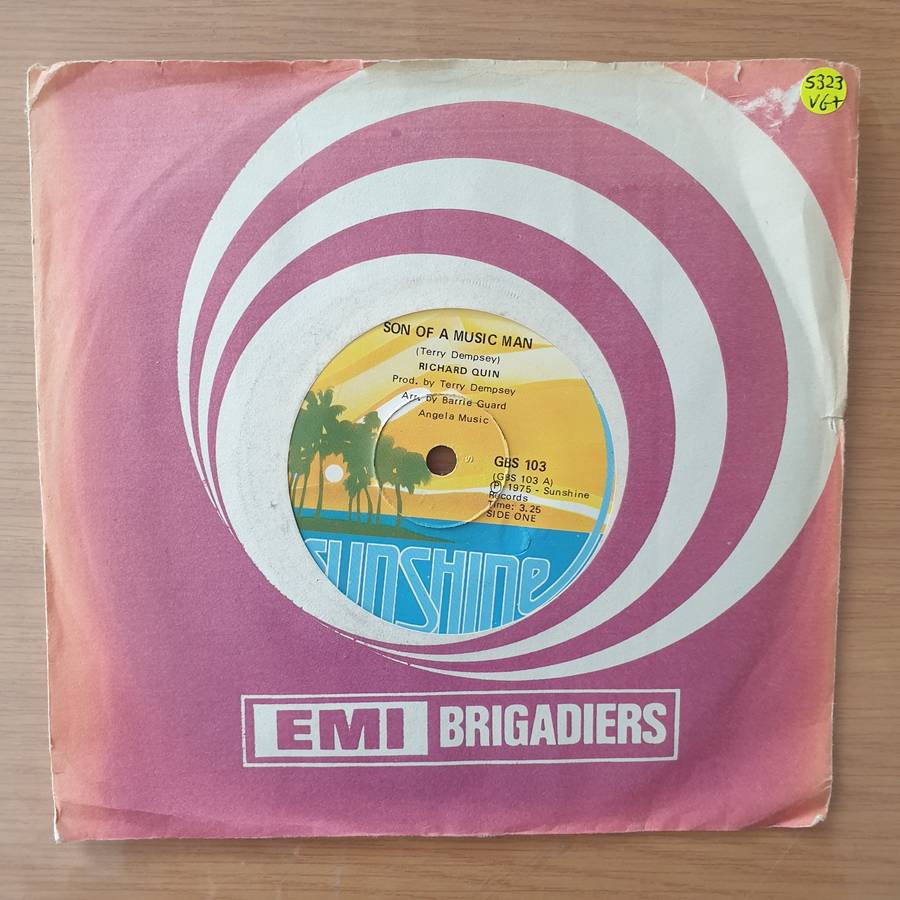 5323
VG+
SON OF A MUSIC MAN
(Terry Dempsey)
RICHARD QUIN
Prod. by Terry Dempsey
Arr. by Barrie Guard
Angela Music
GBS 103
(GBS 103 A)
Ⓟ 1975 - Sunshine
Records
Time: 3.25
SIDE ONE
SUNSHINE
EMI BRIGADIERS